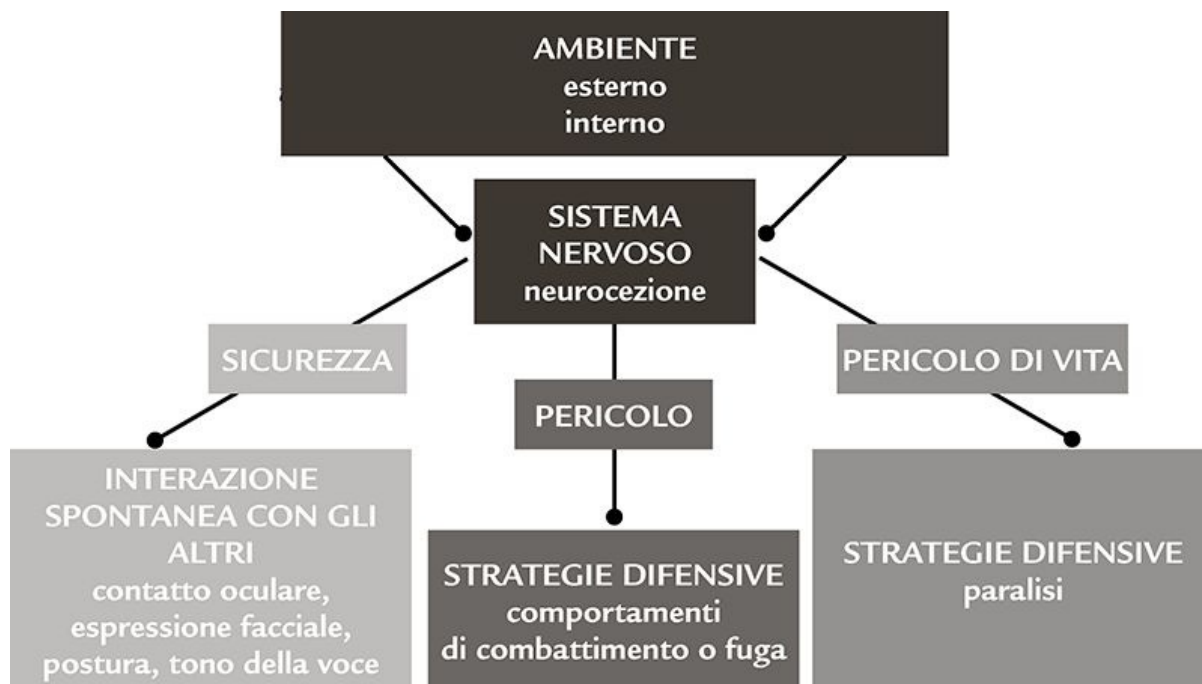 AMBIENTE
esterno
interno
SISTEMA
NERVOSO
neurocezione
SICUREZZA
PERICOLO
PERICOLO DI VITA
INTERAZIONE
SPONTANEA CON GLI
ALTRI
contatto oculare,
espressione facciale,
postura, tono della voce
STRATEGIE DIFENSIVE
comportamenti
di combattimento o fuga
STRATEGIE DIFENSIVE
paralisi